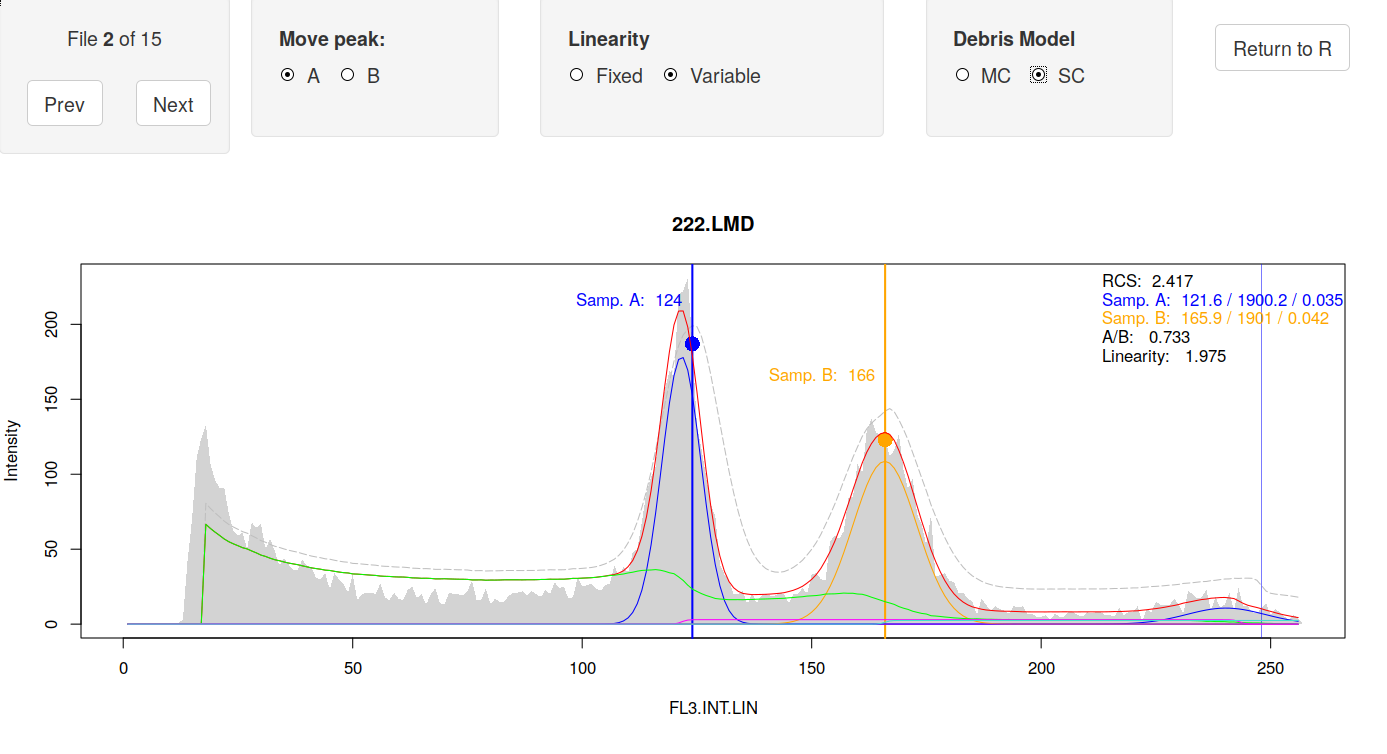 File 2 of 15
Prev
Next
Move peak:
A
B
Linearity
Fixed
Variable
Debris Model
MC
SC
Return to R
222.LMD
Intensity
200
150
100
50
0
Samp. A: 124
Samp. B: 166
RCS: 2.417
Samp. A: 121.6 / 1900.2 / 0.035
Samp. B: 165.9 / 1901 / 0.042
A/B: 0.733
Linearity: 1.975
0
50
100
150
200
250
FL3.INT.LIN